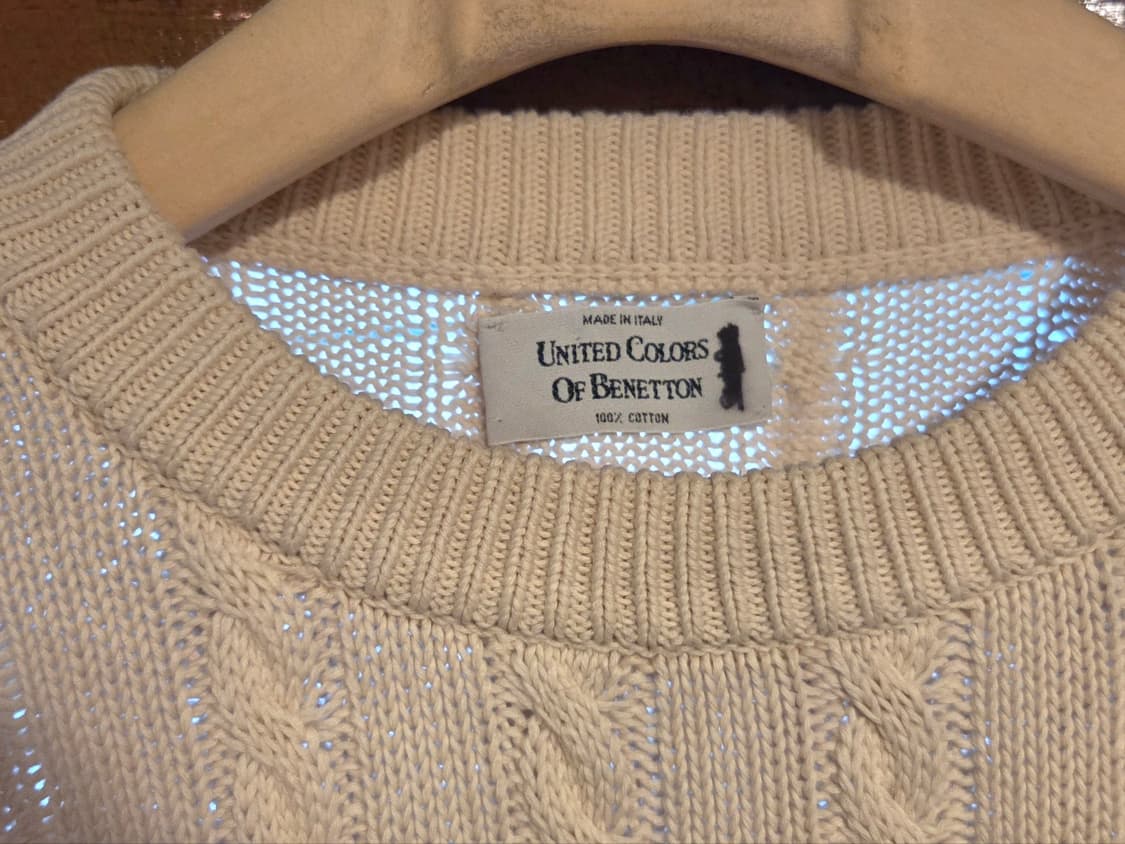 MADE IN ITALY
UNITED COLORS
OF BENETTON
100% COTTON